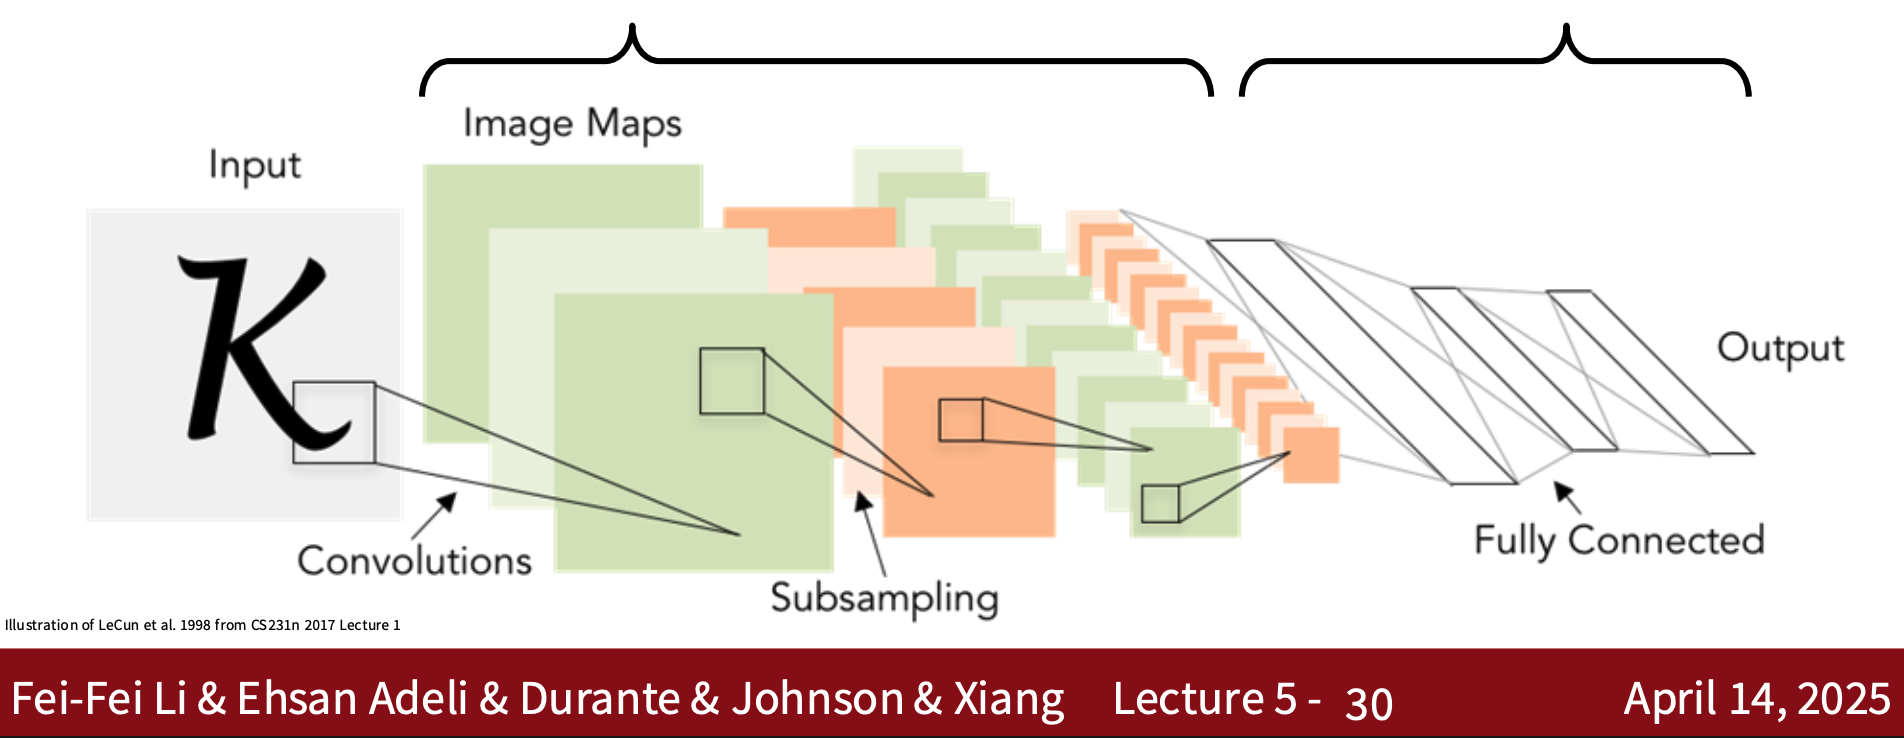 Image Maps
Input
K
Output
Convolutions
Subsampling
Fully Connected
Illustration of LeCun et al. 1998 from CS231n 2017 Lecture 1
Fei-Fei Li & Ehsan Adeli & Durante & Johnson & Xiang Lecture 5 - 30 April 14, 2025